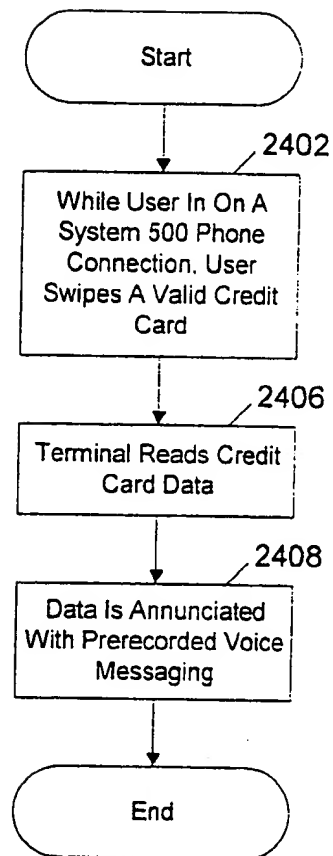 Start
2402
While User In On A
System 500 Phone
Connection, User
Swipes A Valid Credit
Card
2406
Terminal Reads Credit
Card Data
2408
Data Is Annunciated
With Prerecorded Voice
Messaging
End